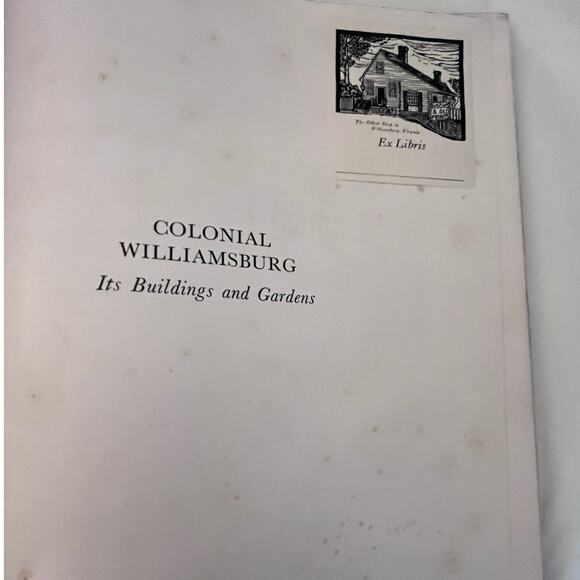 The Oldest Shop in
Williamsburg, Virginia
Ex Libris
COLONIAL
WILLIAMSBURG
Its Buildings and Gardens